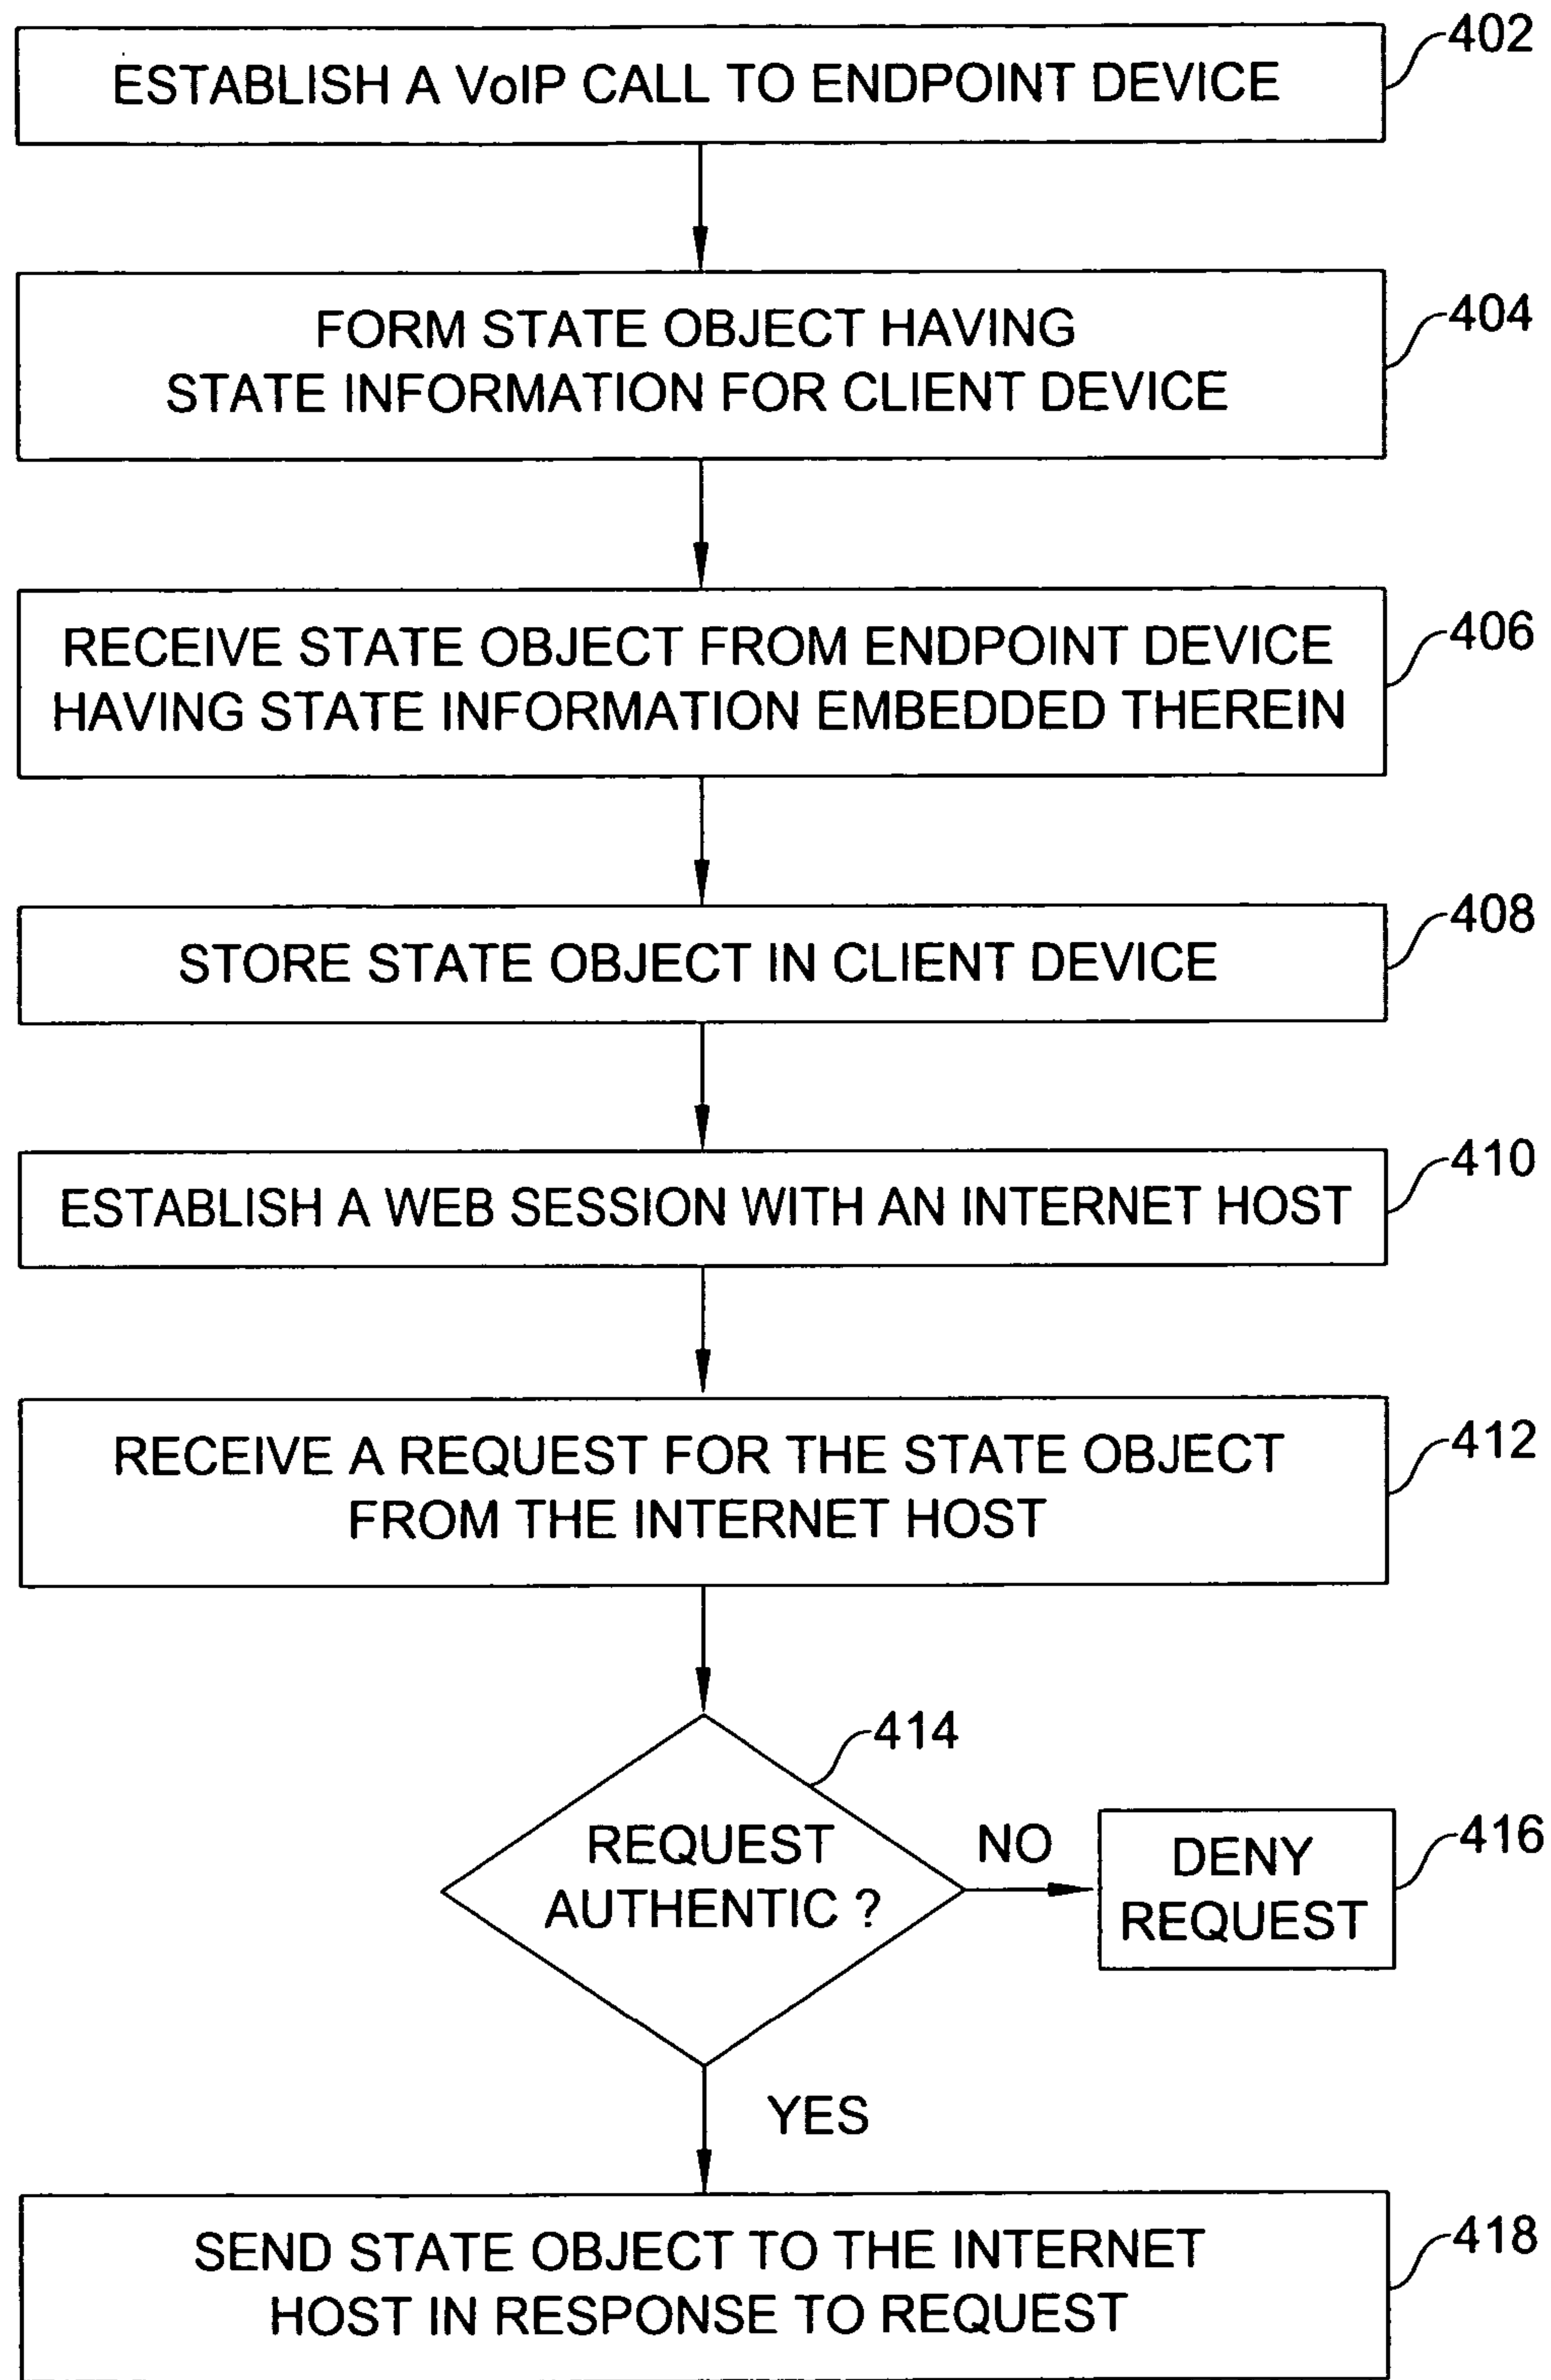 402
ESTABLISH A VoIP CALL TO ENDPOINT DEVICE
404
FORM STATE OBJECT HAVING
STATE INFORMATION FOR CLIENT DEVICE
406
RECEIVE STATE OBJECT FROM ENDPOINT DEVICE
HAVING STATE INFORMATION EMBEDDED THEREIN
408
STORE STATE OBJECT IN CLIENT DEVICE
410
ESTABLISH A WEB SESSION WITH AN INTERNET HOST
412
RECEIVE A REQUEST FOR THE STATE OBJECT
FROM THE INTERNET HOST
414
REQUEST
AUTHENTIC ?
NO
DENY
REQUEST
416
YES
SEND STATE OBJECT TO THE INTERNET
HOST IN RESPONSE TO REQUEST
418